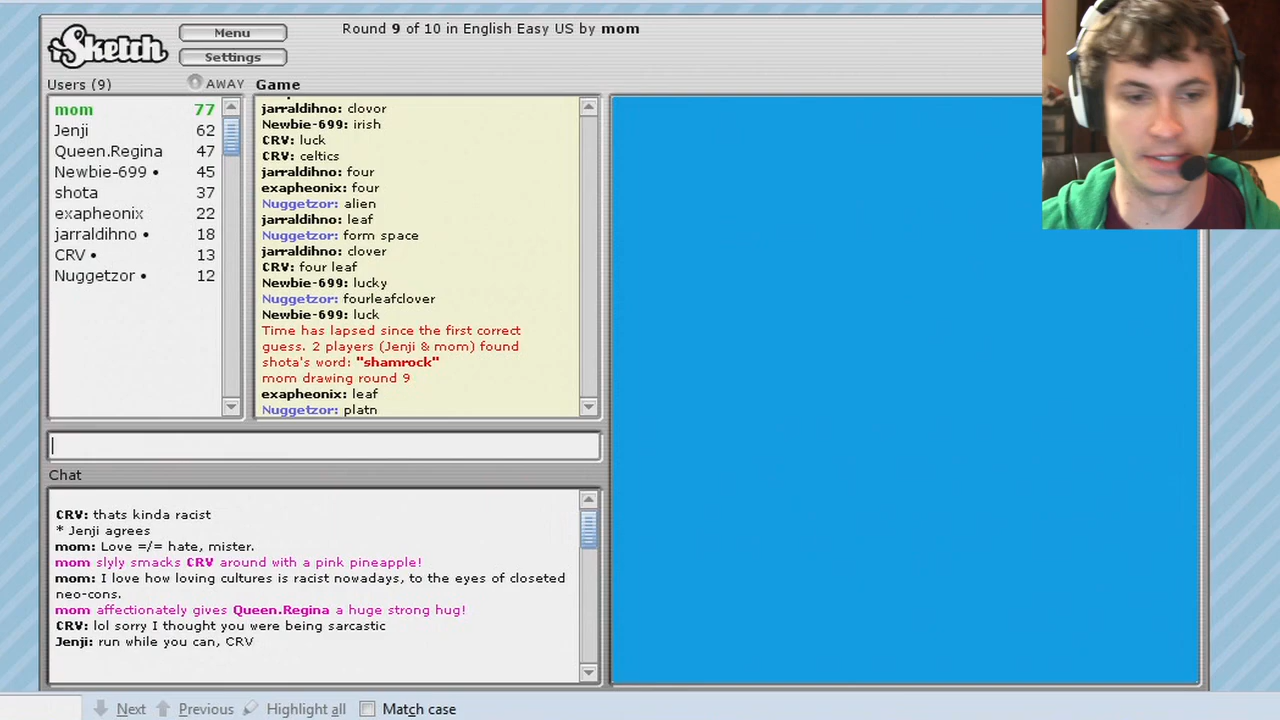 iSketch
Menu
Settings
Round 9 of 10 in English Easy US by mom
Users (9)
AWAY
Game
mom 77
Jenji 62
Queen.Regina 47
Newbie-699 • 45
shota 37
exapheonix 22
jarraldihno • 18
CRV • 13
Nuggetzor • 12
jarraldihno: clovor
Newbie-699: irish
CRV: luck
CRV: celtics
jarraldihno: four
exapheonix: four
Nuggetzor: alien
jarraldihno: leaf
Nuggetzor: form space
jarraldihno: clover
CRV: four leaf
Newbie-699: lucky
Nuggetzor: fourleafclover
Newbie-699: luck
Time has lapsed since the first correct
guess. 2 players (Jenji & mom) found
shota's word: "shamrock"
mom drawing round 9
exapheonix: leaf
Nuggetzor: platn
Chat
CRV: thats kinda racist
* Jenji agrees
mom: Love =/= hate, mister.
mom slyly smacks CRV around with a pink pineapple!
mom: I love how loving cultures is racist nowadays, to the eyes of closeted
neo-cons.
mom affectionately gives Queen.Regina a huge strong hug!
CRV: lol sorry I thought you were being sarcastic
Jenji: run while you can, CRV
Next
Previous
Highlight all
Match case